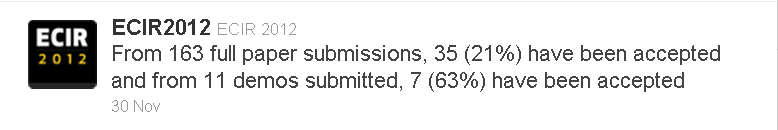 ECIR
2012
ECIR2012 ECIR 2012
From 163 full paper submissions, 35 (21%) have been accepted
and from 11 demos submitted, 7 (63%) have been accepted
30 Nov